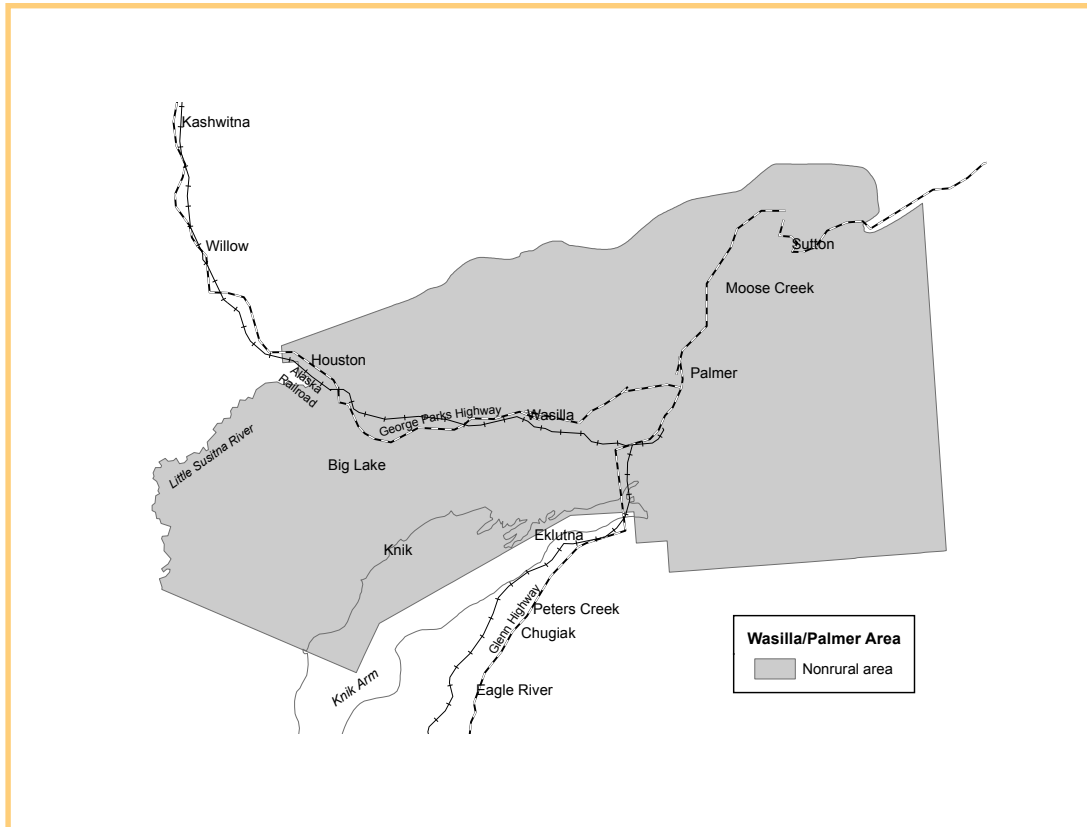 Kashwitna
Willow
Sutton
Moose Creek
Houston
Alaska
Railroad
Palmer
George Parks Highway
Wasilla
Little Susitna River
Big Lake
Knik
Eklutna
Glenn Highway
Peters Creek
Chugiak
Knik Arm
Eagle River
Wasilla/Palmer Area
Nonrural area